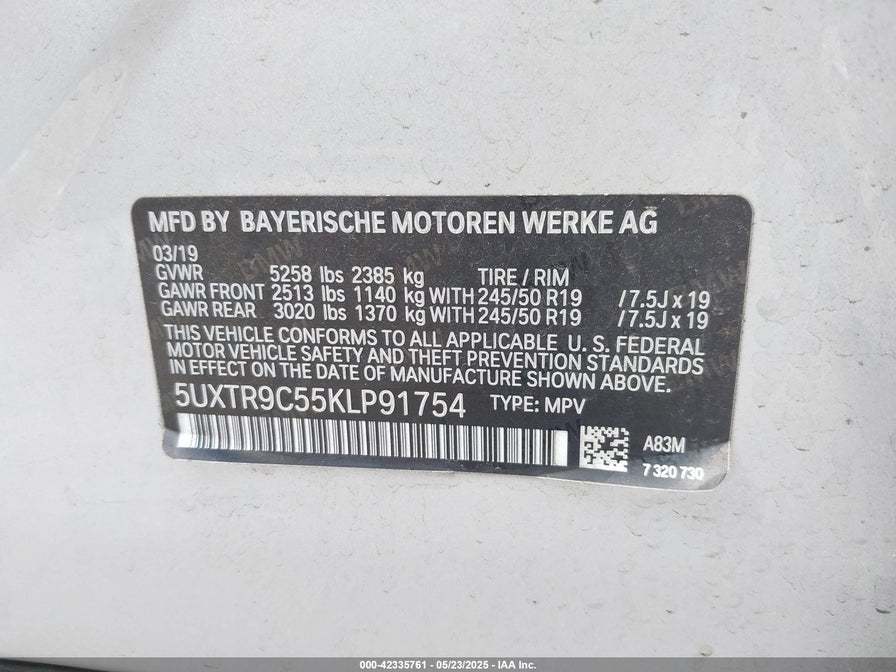 MFD BY BAYERISCHE MOTOREN WERKE AG
03/19
GVWR 5258 lbs 2385 kg TIRE / RIM
GAWR FRONT 2513 lbs 1140 kg WITH 245/50 R19 /7.5J x 19
GAWR REAR 3020 lbs 1370 kg WITH 245/50 R19 /7.5J x 19
THIS VEHICLE CONFORMS TO ALL APPLICABLE U. S. FEDERAL
MOTOR VEHICLE SAFETY AND THEFT PREVENTION STANDARDS
IN EFFECT ON THE DATE OF MANUFACTURE SHOWN ABOVE
5UXTR9C55KLP91754 TYPE: MPV
A83M
7 320 730
000-42335761 - 05/23/2025 - IAA Inc.